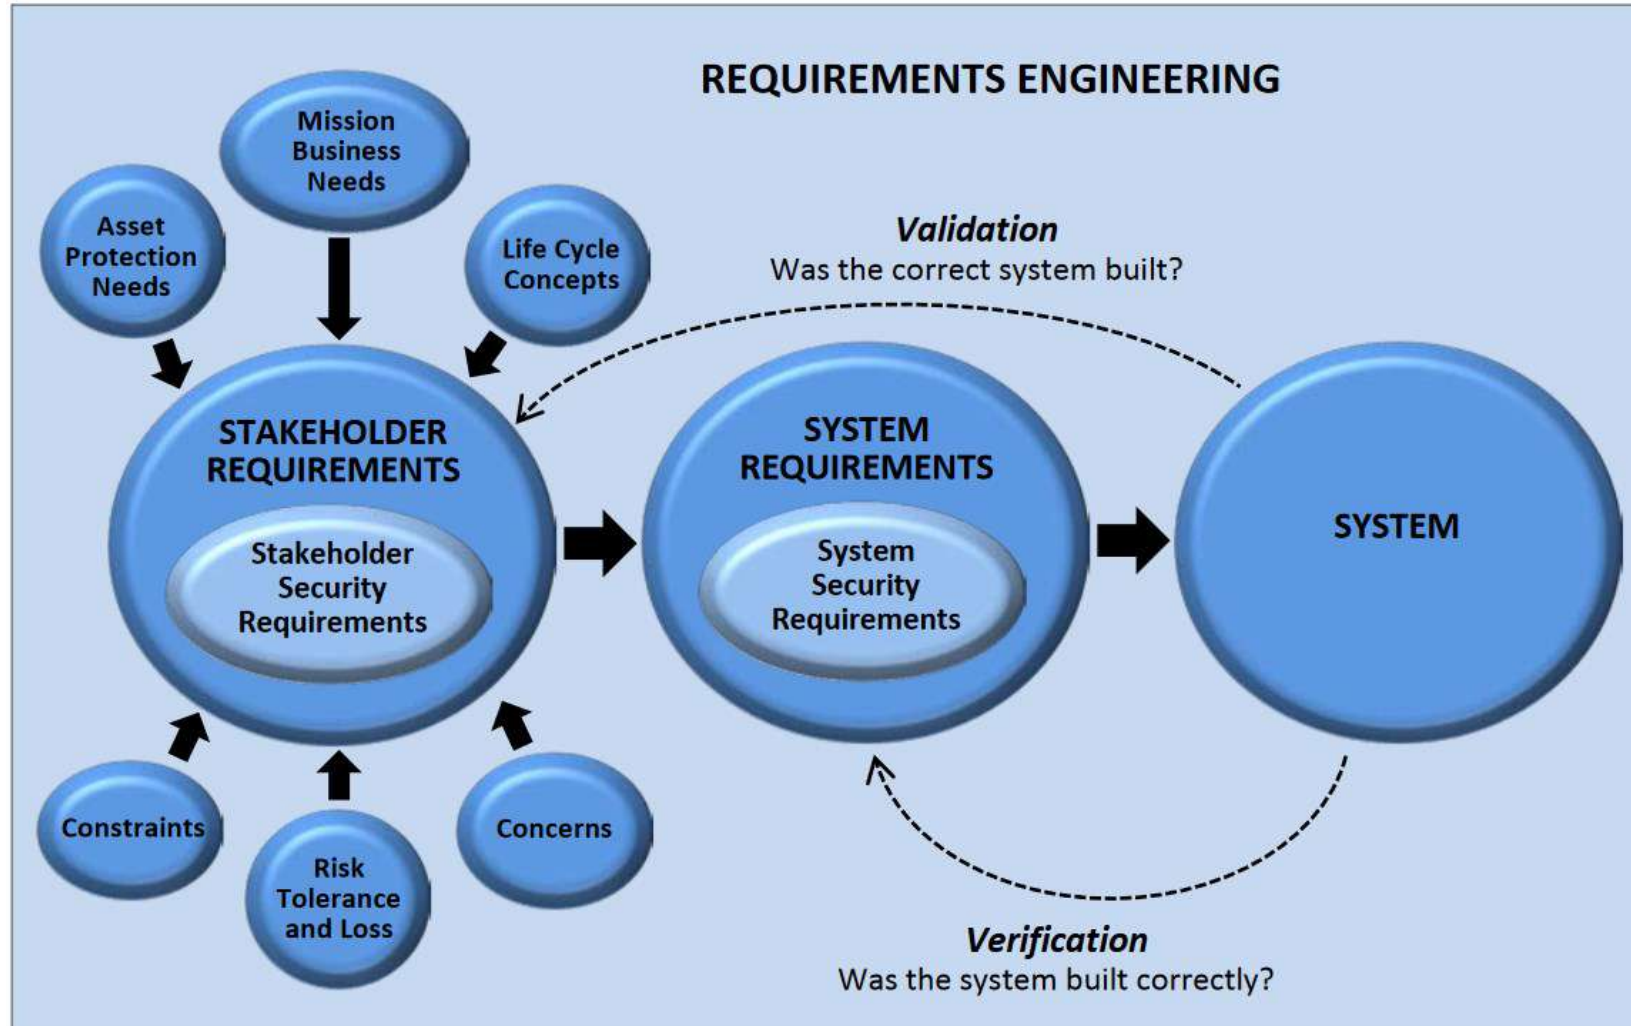 REQUIREMENTS ENGINEERING
Mission
Business
Needs
Asset
Protection
Needs
Life Cycle
Concepts
Validation
Was the correct system built?
STAKEHOLDER
REQUIREMENTS
Stakeholder
Security
Requirements
SYSTEM
REQUIREMENTS
System
Security
Requirements
SYSTEM
Constraints
Risk
Tolerance
and Loss
Concerns
Verification
Was the system built correctly?